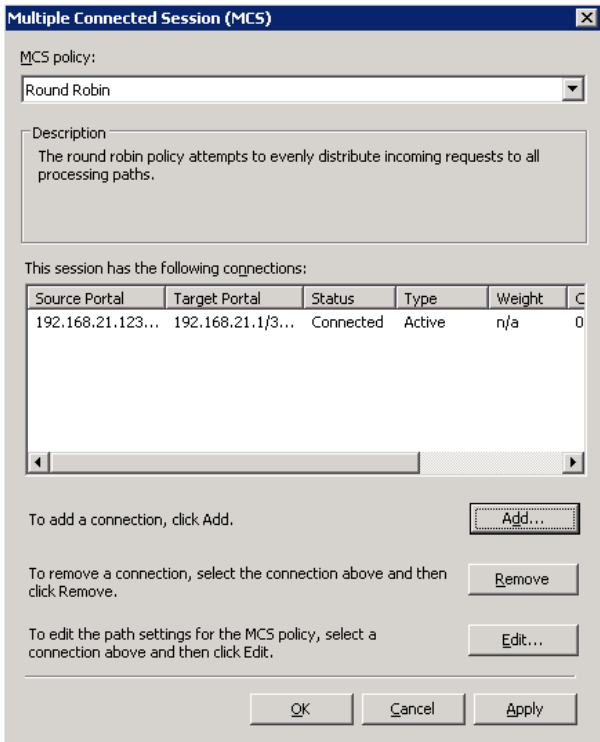 Multiple Connected Session (MCS)
MCS policy:
Round Robin
Description
The round robin policy attempts to evenly distribute incoming requests to all
processing paths.
This session has the following connections:
Source Portal Target Portal Status Type Weight C
192.168.21.123... 192.168.21.1/3... Connected Active n/a 0
To add a connection, click Add.
Add...
To remove a connection, select the connection above and then
click Remove.
Remove
To edit the path settings for the MCS policy, select a
connection above and then click Edit.
Edit...
OK Cancel Apply